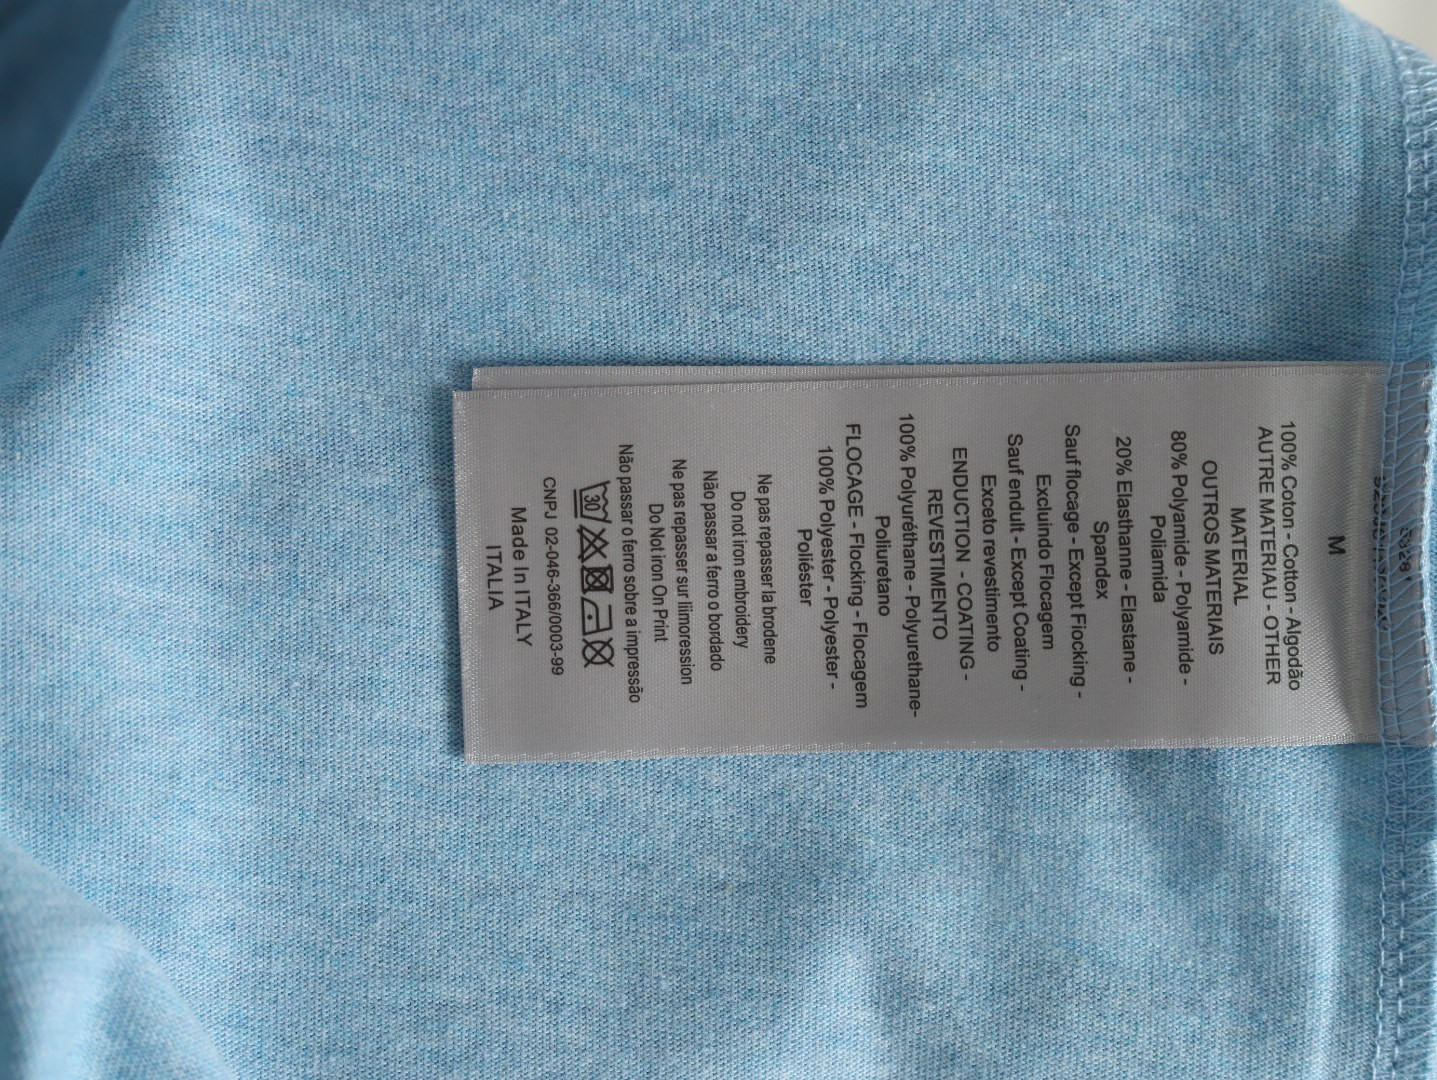 M
100% Coton - Cotton - Algodão
AUTRE MATERIAU - OTHER
MATERIAL
OUTROS MATERIAIS
80% Polyamide - Polyamide -
Poliamida
20% Elasthanne - Elastane -
Spandex
Sauf flocage - Except Flocking -
Excluindo Flocagem
Sauf enduit - Except Coating -
Exceto revestimento
ENDUCTION - COATING -
REVESTIMENTO
100% Polyuréthane - Polyurethane-
Poliuretano
FLOCAGE - Flocking - Flocagem
100% Polyester - Polyester -
Poliéster
Ne pas repasser la brodene
Do not iron embroidery
Não passar a ferro o bordado
Ne pas repasser sur Iimoression
Do Not iron On Print
Não passar o ferro sobre a impressão
30
CNPJ 02-046-366/0003-99
Made In ITALY
ITALIA